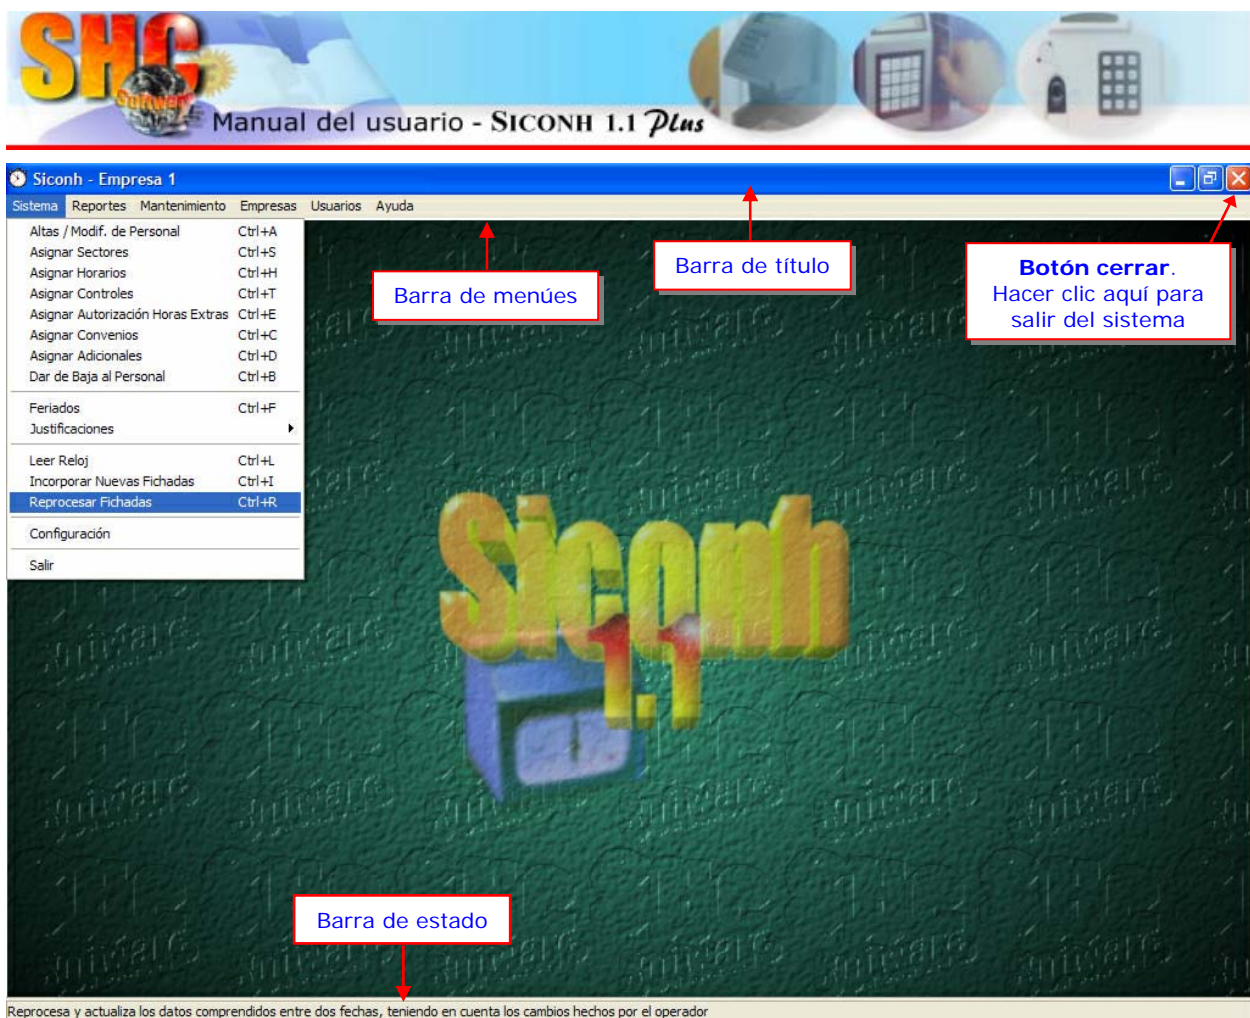 SHC
Software
Manual del usuario - SICONH 1.1 Plus
Siconh - Empresa 1
Sistema Reportes Mantenimiento Empresas Usuarios Ayuda
Altas / Modif. de Personal Ctrl+A
Asignar Sectores Ctrl+S
Asignar Horarios Ctrl+H
Asignar Controles Ctrl+T
Asignar Autorización Horas Extras Ctrl+E
Asignar Convenios Ctrl+C
Asignar Adicionales Ctrl+D
Dar de Baja al Personal Ctrl+B
Feriados Ctrl+F
Justificaciones
Leer Reloj Ctrl+L
Incorporar Nuevas Fichadas Ctrl+I
Reprocesar Fichadas Ctrl+R
Configuración
Salir
Barra de menúes
Barra de título
Botón cerrar.
Hacer clic aquí para
salir del sistema
Siconh
1.1
Barra de estado
Reprocesa y actualiza los datos comprendidos entre dos fechas, teniendo en cuenta los cambios hechos por el operador